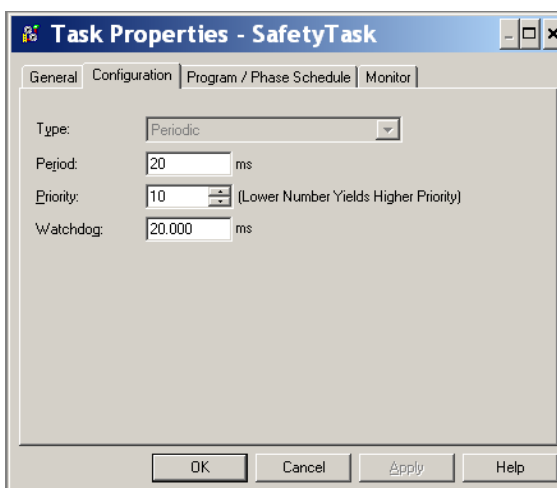 Task Properties - SafetyTask
General Configuration Program / Phase Schedule Monitor
Type: Periodic
Period: 20 ms
Priority: 10 (Lower Number Yields Higher Priority)
Watchdog: 20.000 ms
OK Cancel Apply Help